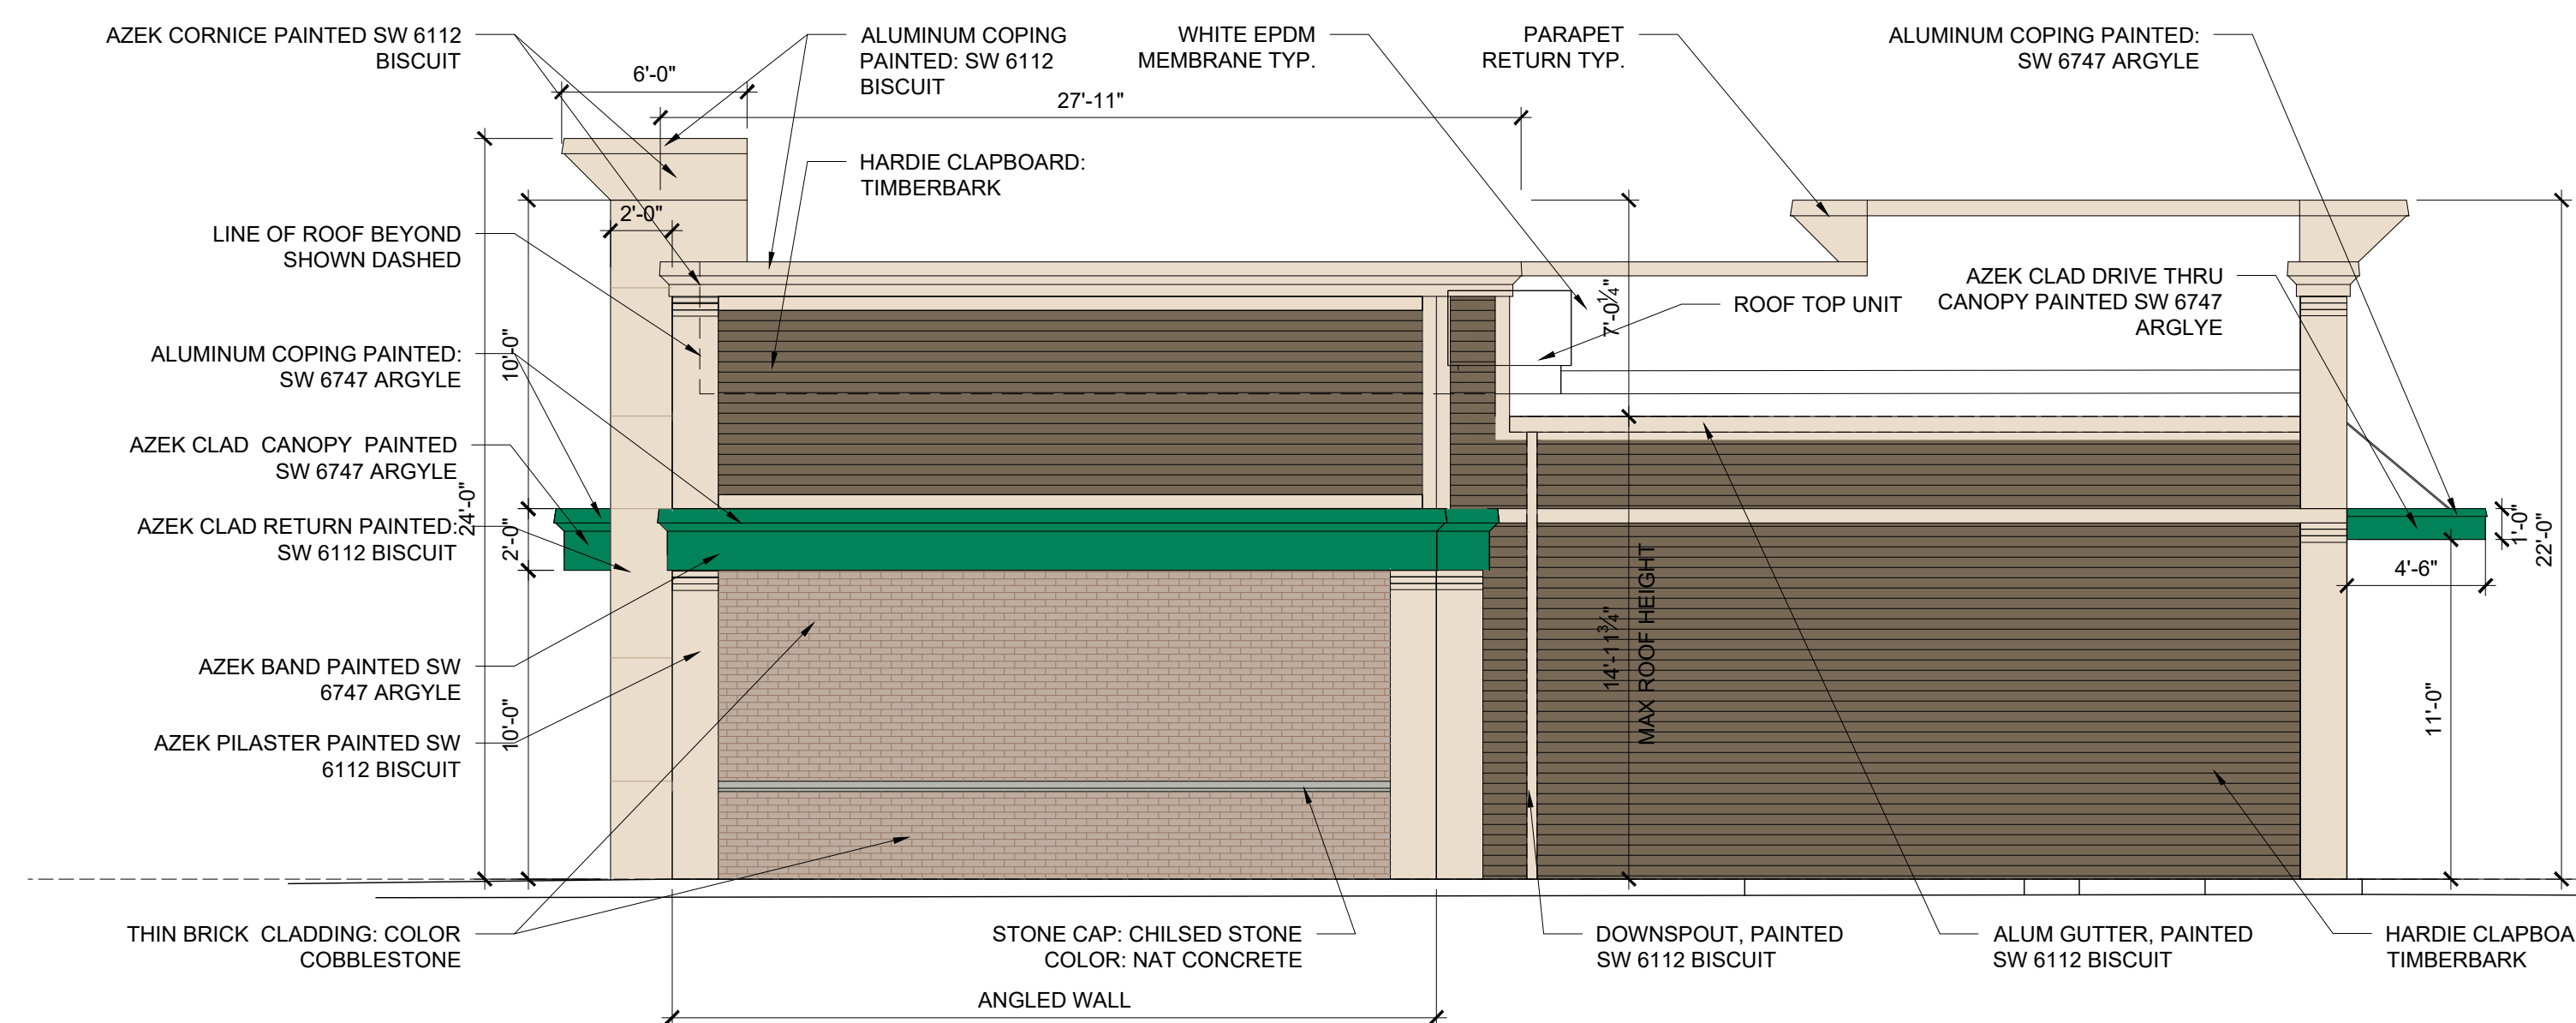 AZEK CORNICE PAINTED SW 6112
BISCUIT
6'-0"
ALUMINUM COPING
PAINTED: SW 6112
BISCUIT
WHITE EPDM
MEMBRANE TYP.
27'-11"
PARAPET
RETURN TYP.
ALUMINUM COPING PAINTED:
SW 6747 ARGYLE
HARDIE CLAPBOARD:
TIMBERBARK
2'-0"
LINE OF ROOF BEYOND
SHOWN DASHED
AZEK CLAD DRIVE THRU
CANOPY PAINTED SW 6747
ARGLYE
ROOF TOP UNIT
7'-0¼"
ALUMINUM COPING PAINTED:
SW 6747 ARGYLE
10'-0"
AZEK CLAD  CANOPY  PAINTED
SW 6747 ARGYLE
24'-0"
AZEK CLAD RETURN PAINTED:
SW 6112 BISCUIT
2'-0"
1'-0"
22'-0"
4'-6"
14'-11¾"
MAX ROOF HEIGHT
11'-0"
AZEK BAND PAINTED SW
6747 ARGYLE
10'-0"
AZEK PILASTER PAINTED SW
6112 BISCUIT
THIN BRICK  CLADDING: COLOR
COBBLESTONE
STONE CAP: CHILSED STONE
COLOR: NAT CONCRETE
DOWNSPOUT, PAINTED
SW 6112 BISCUIT
ALUM GUTTER, PAINTED
SW 6112 BISCUIT
HARDIE CLAPBOA
TIMBERBARK
ANGLED WALL